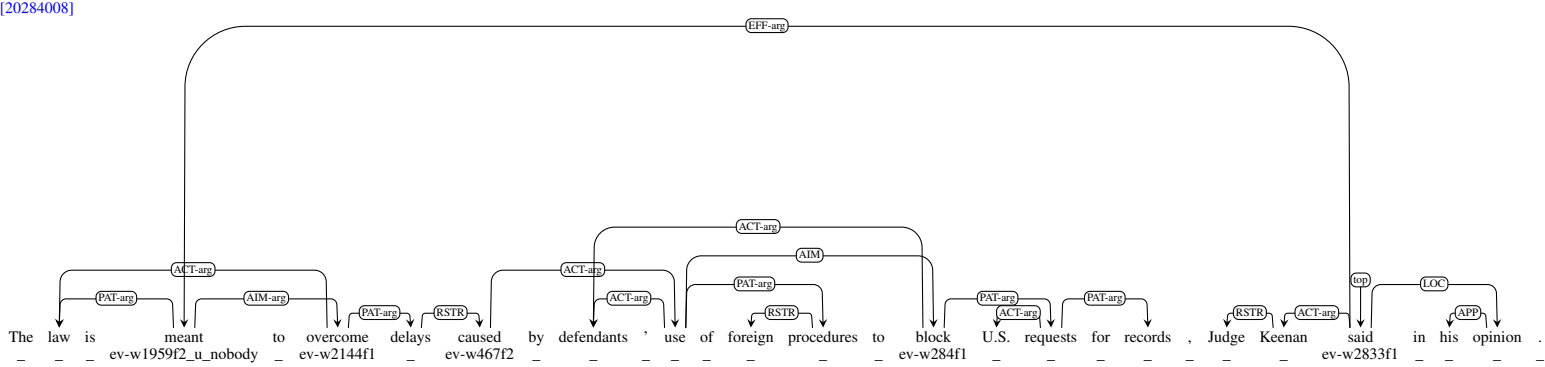 [20284008]
EFF-arg
ACT-arg
AIM
ACT-arg ACT-arg PAT-arg top LOC
PAT-arg AIM-arg ACT-arg PAT-arg PAT-arg
PAT-arg RSTR RSTR ACT-arg RSTR ACT-arg APP
The law is meant to overcome delays caused by defendants ' use of foreign procedures to block U.S. requests for records , Judge Keenan said in his opinion .
_ _ _ ev-w1959f2_u_nobody _ ev-w2144f1 _ ev-w467f2 _ _ _ _ _ _ _ _ ev-w284f1 _ _ _ _ _ _ _ ev-w2833f1 _ _ _ _